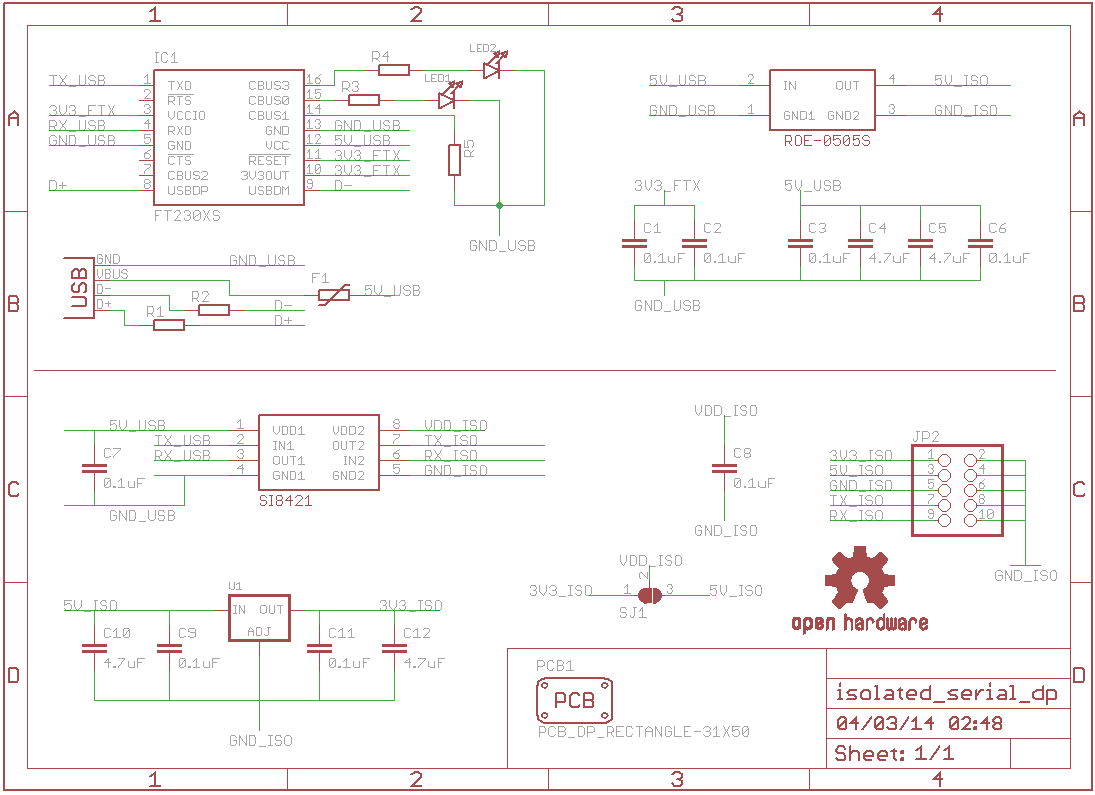 1 2 3 4
A A
B B
C C
D D
1 2 3 4
IC1
TX_USB 1 TXD CBUS3 16
2 RTS CBUS0 15
3V3_FTX 3 VCCIO CBUS1 14
RX_USB 4 RXD GND 13 GND_USB
GND_USB 5 GND VCC 12 5V_USB
6 CTS RESET 11 3V3_FTX
7 CBUS2 3V3OUT 10 3V3_FTX
D+ 8 USBDP USBDM 9 D-
FT230XS
R4 LED2
R3 LED1
R5
GND_USB
5V_USB 2 IN OUT 4 5V_ISO
GND_USB 1 GND1 GND2 3 GND_ISO
ROE-0505S
3V3_FTX 5V_USB
C1 C2 C3 C4 C5 C6
0.1uF 0.1uF 0.1uF 4.7uF 4.7uF 0.1uF
GND_USB
USB
GND GND_USB
VBUS F1 5V_USB
D- R2 D-
D+ R1 D+
5V_USB 1 VDD1 VDD2 8 VDD_ISO
TX_USB 2 IN1 OUT2 7 TX_ISO
RX_USB 3 OUT1 IN2 6 RX_ISO
4 GND1 GND2 5 GND_ISO
C7
0.1uF
SI8421
GND_USB
VDD_ISO
C8
0.1uF
GND_ISO
JP2
3V3_ISO 1 2
5V_ISO 3 4
GND_ISO 5 6
TX_ISO 7 8
RX_ISO 9 10
GND_ISO
VDD_ISO
2
3V3_ISO 1 3 5V_ISO
SJ1
open hardware
U1
5V_ISO IN OUT 3V3_ISO
ADJ
C10 C9 C11 C12
4.7uF 0.1uF 0.1uF 4.7uF
GND_ISO
PCB1
PCB
PCB_DP_RECTANGLE-31X50
isolated_serial_dp
04/03/14 02:48
Sheet: 1/1